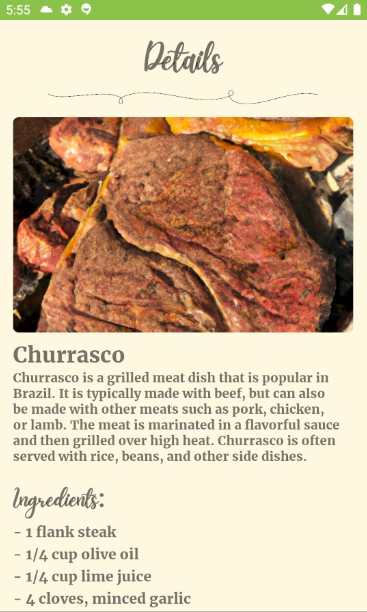 5:55
Details
Churrasco
Churrasco is a grilled meat dish that is popular in
Brazil. It is typically made with beef, but can also
be made with other meats such as pork, chicken,
or lamb. The meat is marinated in a flavorful sauce
and then grilled over high heat. Churrasco is often
served with rice, beans, and other side dishes.
Ingredients:
- 1 flank steak
- 1/4 cup olive oil
- 1/4 cup lime juice
- 4 cloves, minced garlic